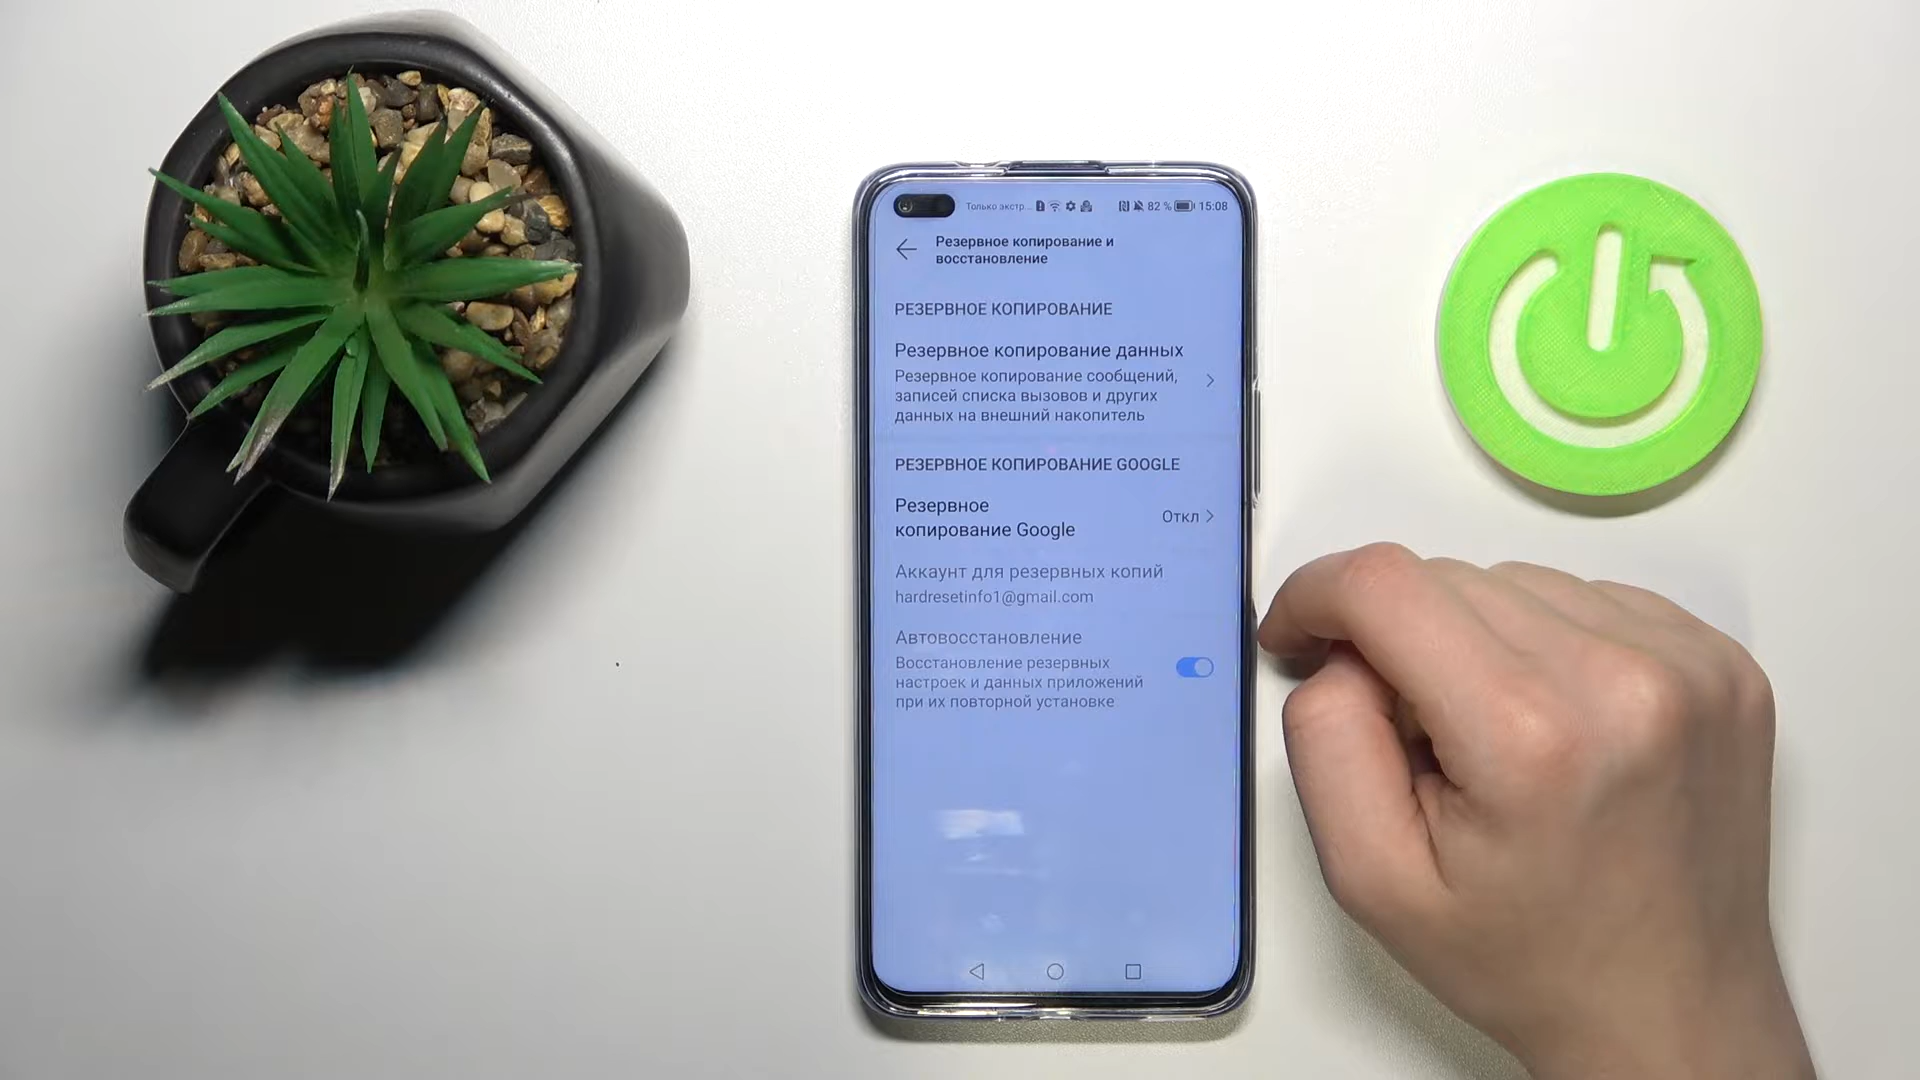 Только экстр... 82 % 15:08
Резервное копирование и
восстановление
РЕЗЕРВНОЕ КОПИРОВАНИЕ
Резервное копирование данных
Резервное копирование сообщений,
записей списка вызовов и других
данных на внешний накопитель
РЕЗЕРВНОЕ КОПИРОВАНИЕ GOOGLE
Резервное
копирование Google
Откл
Аккаунт для резервных копий
hardresetinfo1@gmail.com
Автовосстановление
Восстановление резервных
настроек и данных приложений
при их повторной установке